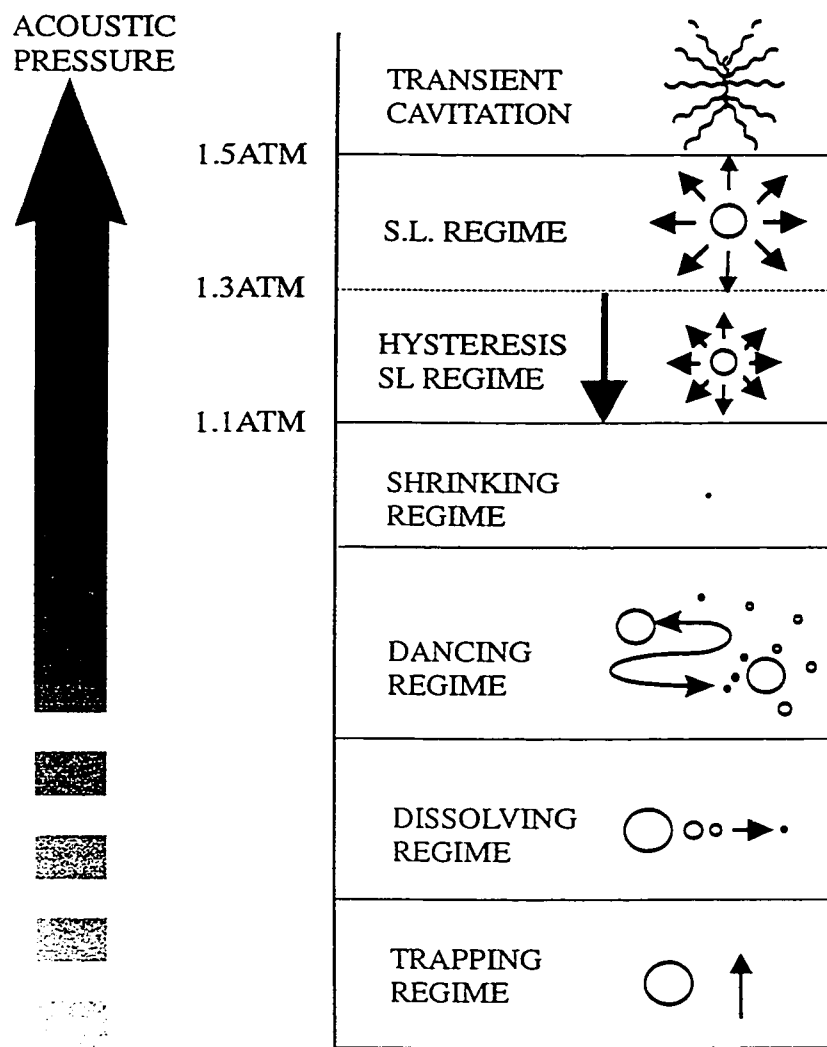 ACOUSTIC
PRESSURE
TRANSIENT
CAVITATION
1.5ATM
S.L. REGIME
1.3ATM
HYSTERESIS
SL REGIME
1.1ATM
SHRINKING
REGIME
DANCING
REGIME
DISSOLVING
REGIME
TRAPPING
REGIME